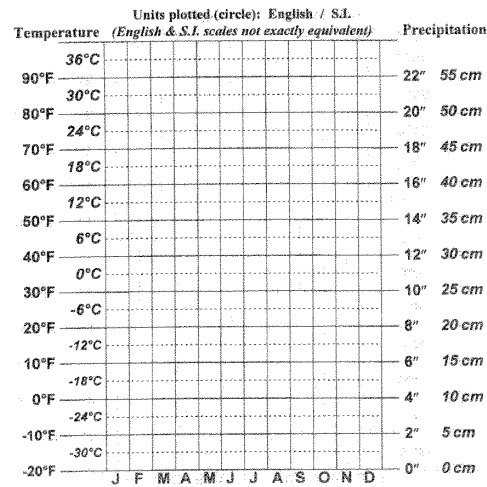 Units plotted (circle): English / S.I.
Temperature (English & S.I. scales not exactly equivalent) Precipitation
36°C
90°F 22" 55 cm
30°C
80°F 20" 50 cm
24°C
70°F 18" 45 cm
18°C
60°F 16" 40 cm
12°C
50°F 14" 35 cm
6°C
40°F 12" 30 cm
0°C
30°F 10" 25 cm
-6°C
20°F 8" 20 cm
-12°C
10°F 6" 15 cm
-18°C
0°F 4" 10 cm
-24°C
-10°F 2" 5 cm
-30°C
-20°F 0" 0 cm
J F M A M J J A S O N D